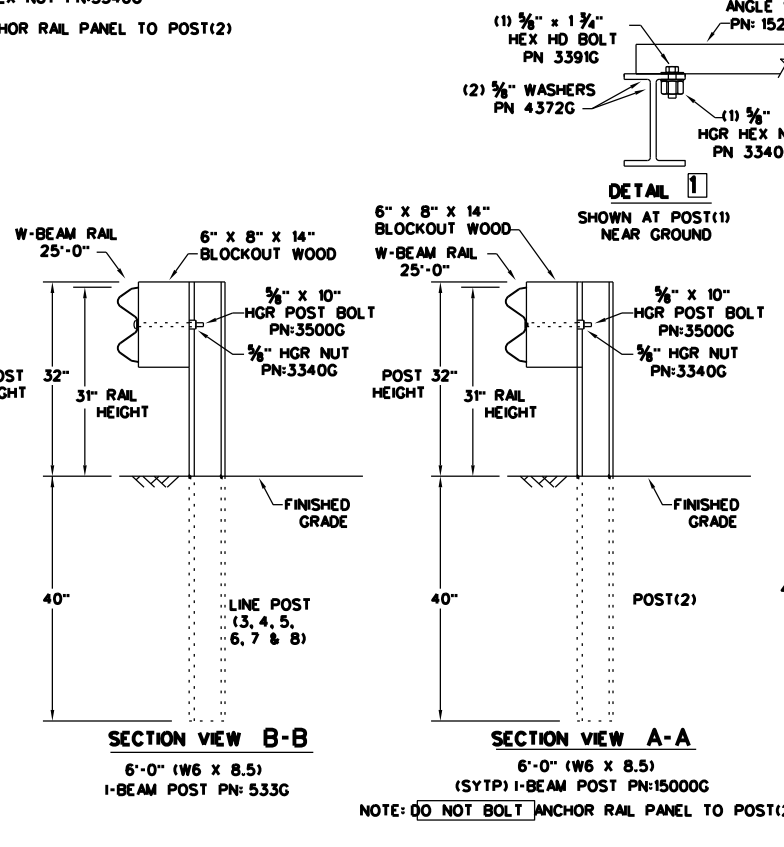 HOR RAIL PANEL TO POST(2)
ANGLE
PN: 152
(1) ⅝" x 1 ¾"
HEX HD BOLT
PN 3391G
(2) ⅝" WASHERS
PN 4372G
(1) ⅝"
HGR HEX N
PN 3340
DETAIL 1
SHOWN AT POST(1)
NEAR GROUND
W-BEAM RAIL
25'-0"
6" X 8" X 14"
BLOCKOUT WOOD
⅝" X 10"
HGR POST BOLT
PN:3500G
⅝" HGR NUT
PN:3340G
OST
GHT
32"
31" RAIL
HEIGHT
FINISHED
GRADE
40"
LINE POST
(3, 4, 5,
6, 7 & 8)
SECTION VIEW B-B
6'-0" (W6 X 8.5)
I-BEAM POST PN: 533G
6" X 8" X 14"
BLOCKOUT WOOD
W-BEAM RAIL
25'-0"
⅝" X 10"
HGR POST BOLT
PN:3500G
⅝" HGR NUT
PN:3340G
POST
HEIGHT
32"
31" RAIL
HEIGHT
FINISHED
GRADE
40"
POST(2)
SECTION VIEW A-A
6'-0" (W6 X 8.5)
(SYTP) I-BEAM POST PN:15000G
NOTE: DO NOT BOLT ANCHOR RAIL PANEL TO POST(2